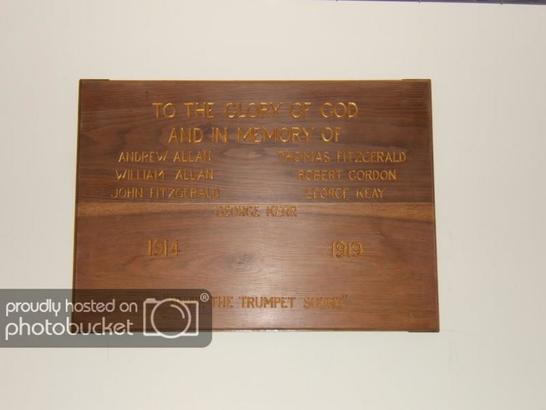 TO THE GLORY OF GOD
AND IN MEMORY OF
ANDREW ALLAN THOMAS FITZGERALD
WILLIAM ALLAN ROBERT GORDON
JOHN FITZGERALD GEORGE KEAY
GEORGE KERR
1914 1919
THE TRUMPET SOUND"
proudly hosted on
photobucket®